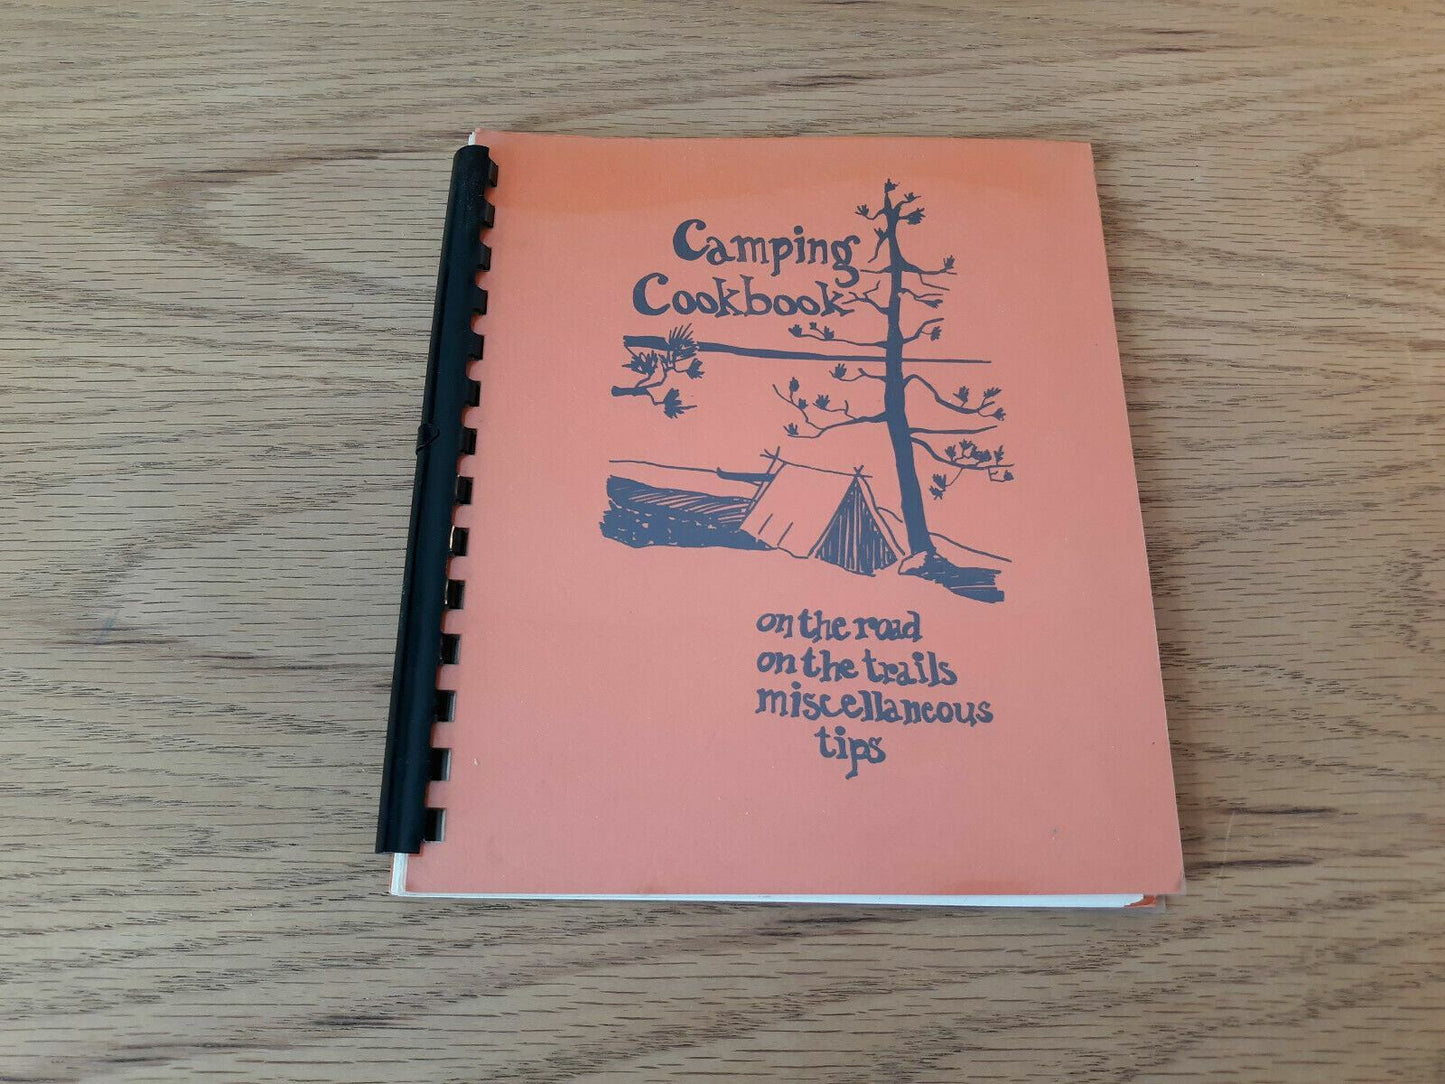 Camping
Cookbook
on the road
on the trails
miscellaneous
tips